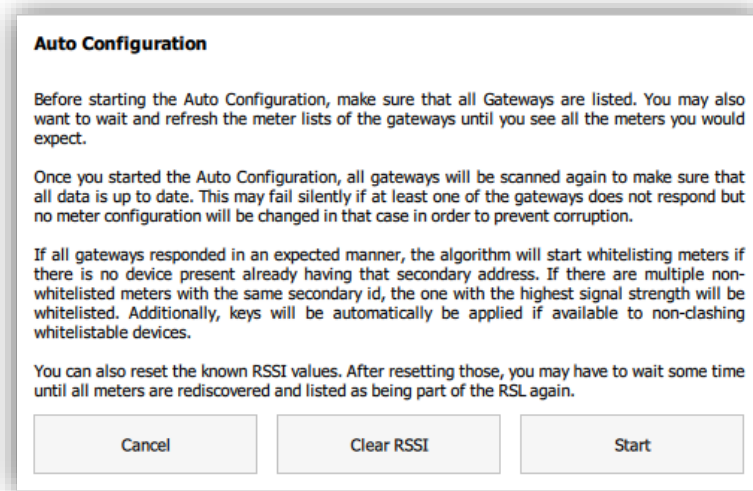 Auto Configuration
Before starting the Auto Configuration, make sure that all Gateways are listed. You may also
want to wait and refresh the meter lists of the gateways until you see all the meters you would
expect.
Once you started the Auto Configuration, all gateways will be scanned again to make sure that
all data is up to date. This may fail silently if at least one of the gateways does not respond but
no meter configuration will be changed in that case in order to prevent corruption.
If all gateways responded in an expected manner, the algorithm will start whitelisting meters if
there is no device present already having that secondary address. If there are multiple non-
whitelisted meters with the same secondary id, the one with the highest signal strength will be
whitelisted. Additionally, keys will be automatically be applied if available to non-clashing
whitelistable devices.
You can also reset the known RSSI values. After resetting those, you may have to wait some time
until all meters are rediscovered and listed as being part of the RSL again.
Cancel Clear RSSI Start